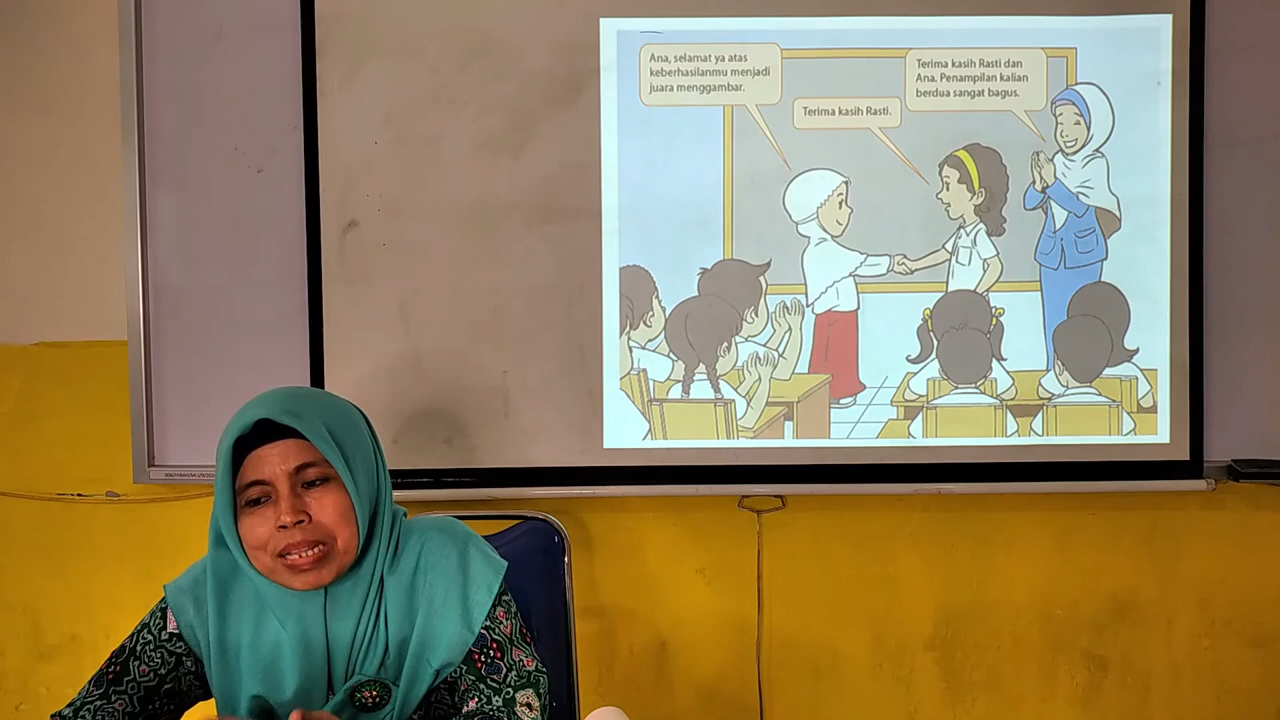 Ana, selamat ya atas
keberhasilanmu menjadi
juara menggambar.
Terima kasih Rasti.
Terima kasih Rasti dan
Ana. Penampilan kalian
berdua sangat bagus.